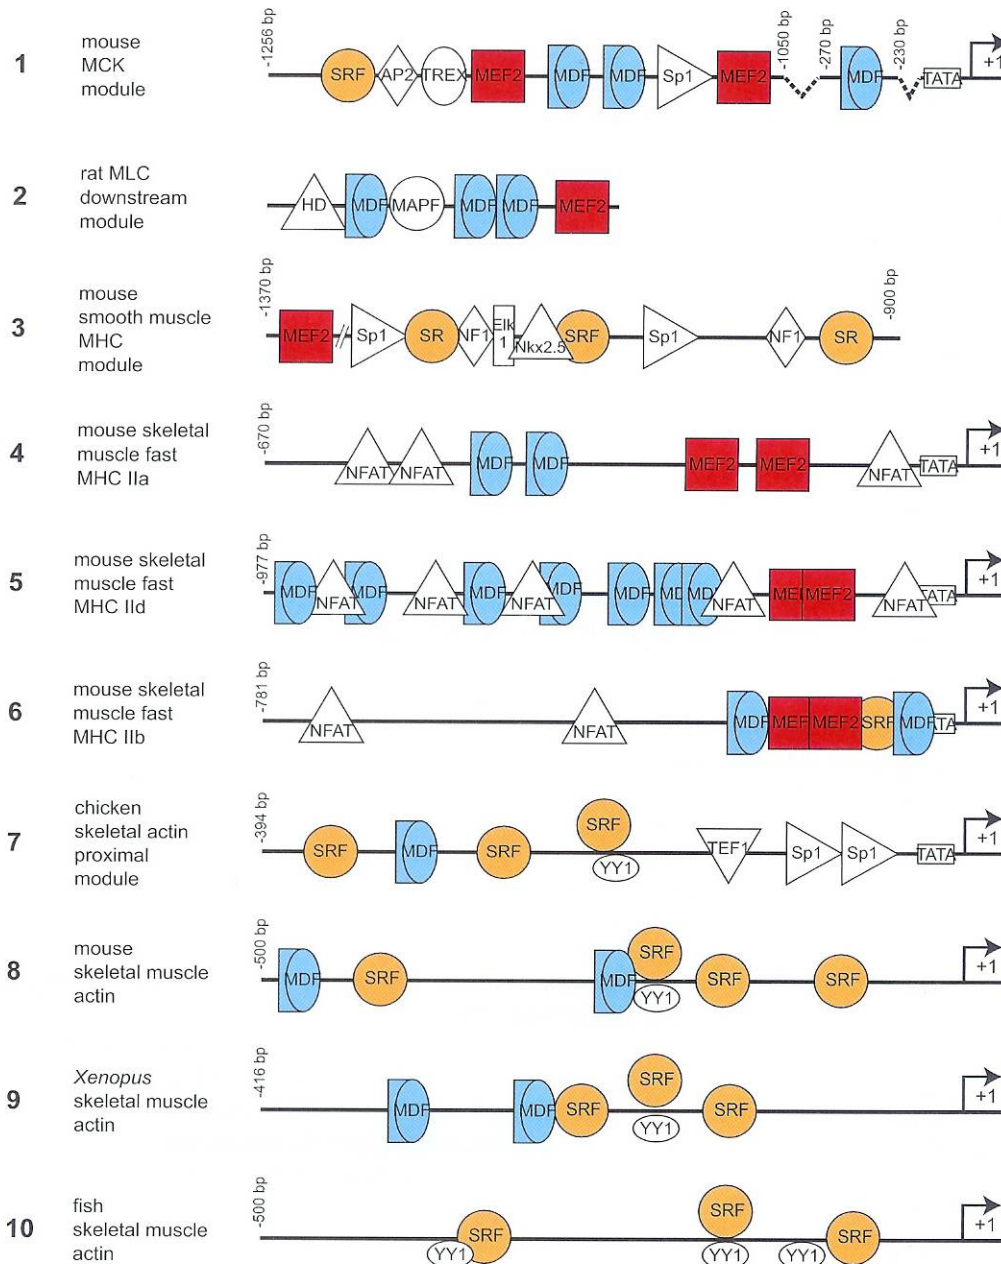 1
mouse
MCK
module
-1256 bp
SRF
AP2
TREX
MEF2
MDF
MDF
Sp1
MEF2
-1050 bp
-270 bp
MDF
-230 bp
TATA
+1
2
rat MLC
downstream
module
HD
MDF
MAPF
MDF
MDF
MEF2
3
mouse
smooth muscle
MHC
module
-1370 bp
MEF2
//
Sp1
SR
NF1
Elk
1
Nkx2.5
SRF
Sp1
NF1
SR
-900 bp
4
mouse skeletal
muscle fast
MHC IIa
-670 bp
NFAT
NFAT
MDF
MDF
MEF2
MEF2
NFAT
TATA
+1
5
mouse skeletal
muscle fast
MHC IId
-977 bp
MDF
NFAT
MDF
NFAT
MDF
NFAT
MDF
MDF
MD
MDF
NFAT
MEF
MEF2
NFAT
TATA
+1
6
mouse skeletal
muscle fast
MHC IIb
-781 bp
NFAT
NFAT
MDF
MEF
MEF2
SRF
MDF
TA
+1
7
chicken
skeletal actin
proximal
module
-394 bp
SRF
MDF
SRF
SRF
YY1
TEF1
Sp1
Sp1
TATA
+1
8
mouse
skeletal muscle
actin
-500 bp
MDF
SRF
MDF
SRF
YY1
SRF
SRF
+1
9
Xenopus
skeletal muscle
actin
-416 bp
MDF
MDF
SRF
SRF
YY1
SRF
+1
10
fish
skeletal muscle
actin
-500 bp
YY1
SRF
SRF
YY1
YY1
SRF
+1